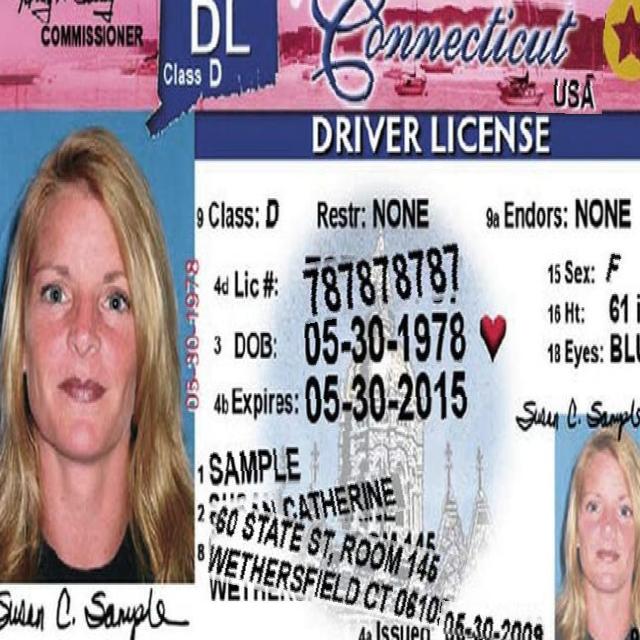 COMMISSIONER
DL
Class D
Connecticut
USA
DRIVER LICENSE
9 Class: D Restr: NONE 9a Endors: NONE
4d Lic#: 787878787 15 Sex: F
16 Ht: 61
3 DOB: 05-30-1978 18 Eyes: BLU
4b Expires: 05-30-2015
05-30-1978
Susan C. Sample
1 SAMPLE
2 CATHERINE
8 60 STATE ST, ROOM 146
WETHERSFIELD CT 0610
4a Issued: 05-30-2009
Susan C. Sample